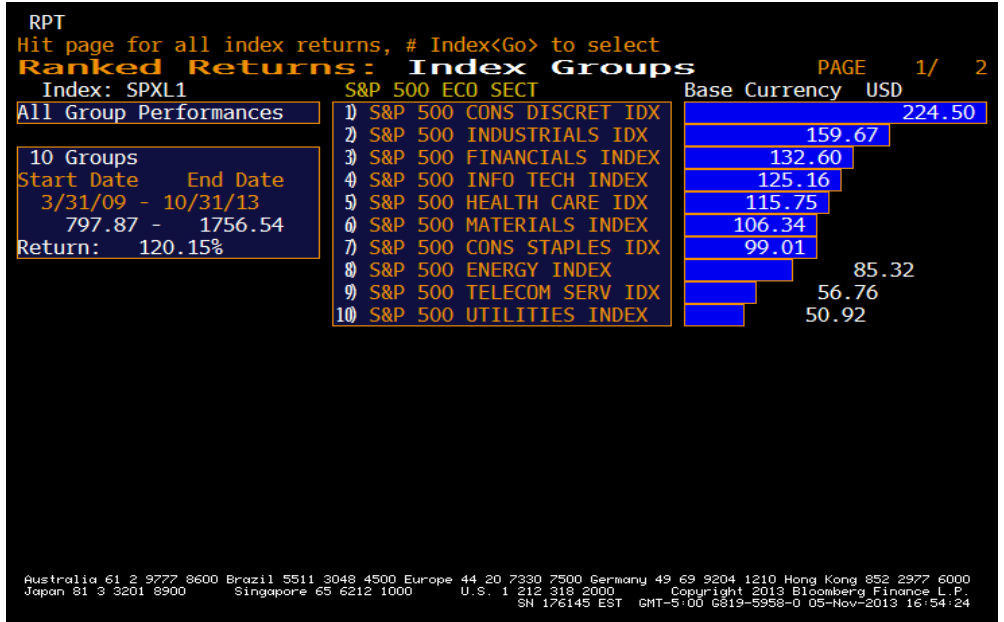 RPT
Hit page for all index returns, # Index<Go> to select
Ranked Returns: Index Groups PAGE 1/ 2
Index: SPXL1 S&P 500 ECO SECT Base Currency USD
All Group Performances 1) S&P 500 CONS DISCRET IDX 224.50
2) S&P 500 INDUSTRIALS IDX 159.67
10 Groups 3) S&P 500 FINANCIALS INDEX 132.60
Start Date End Date 4) S&P 500 INFO TECH INDEX 125.16
3/31/09 - 10/31/13 5) S&P 500 HEALTH CARE IDX 115.75
797.87 - 1756.54 6) S&P 500 MATERIALS INDEX 106.34
Return: 120.15% 7) S&P 500 CONS STAPLES IDX 99.01
8) S&P 500 ENERGY INDEX 85.32
9) S&P 500 TELECOM SERV IDX 56.76
10) S&P 500 UTILITIES INDEX 50.92
Australia 61 2 9777 8600 Brazil 5511 3048 4500 Europe 44 20 7330 7500 Germany 49 69 9204 1210 Hong Kong 852 2977 6000
Japan 81 3 3201 8900 Singapore 65 6212 1000 U.S. 1 212 318 2000 Copyright 2013 Bloomberg Finance L.P.
SN 176145 EST GMT-5:00 G819-5958-0 05-Nov-2013 16:54:24